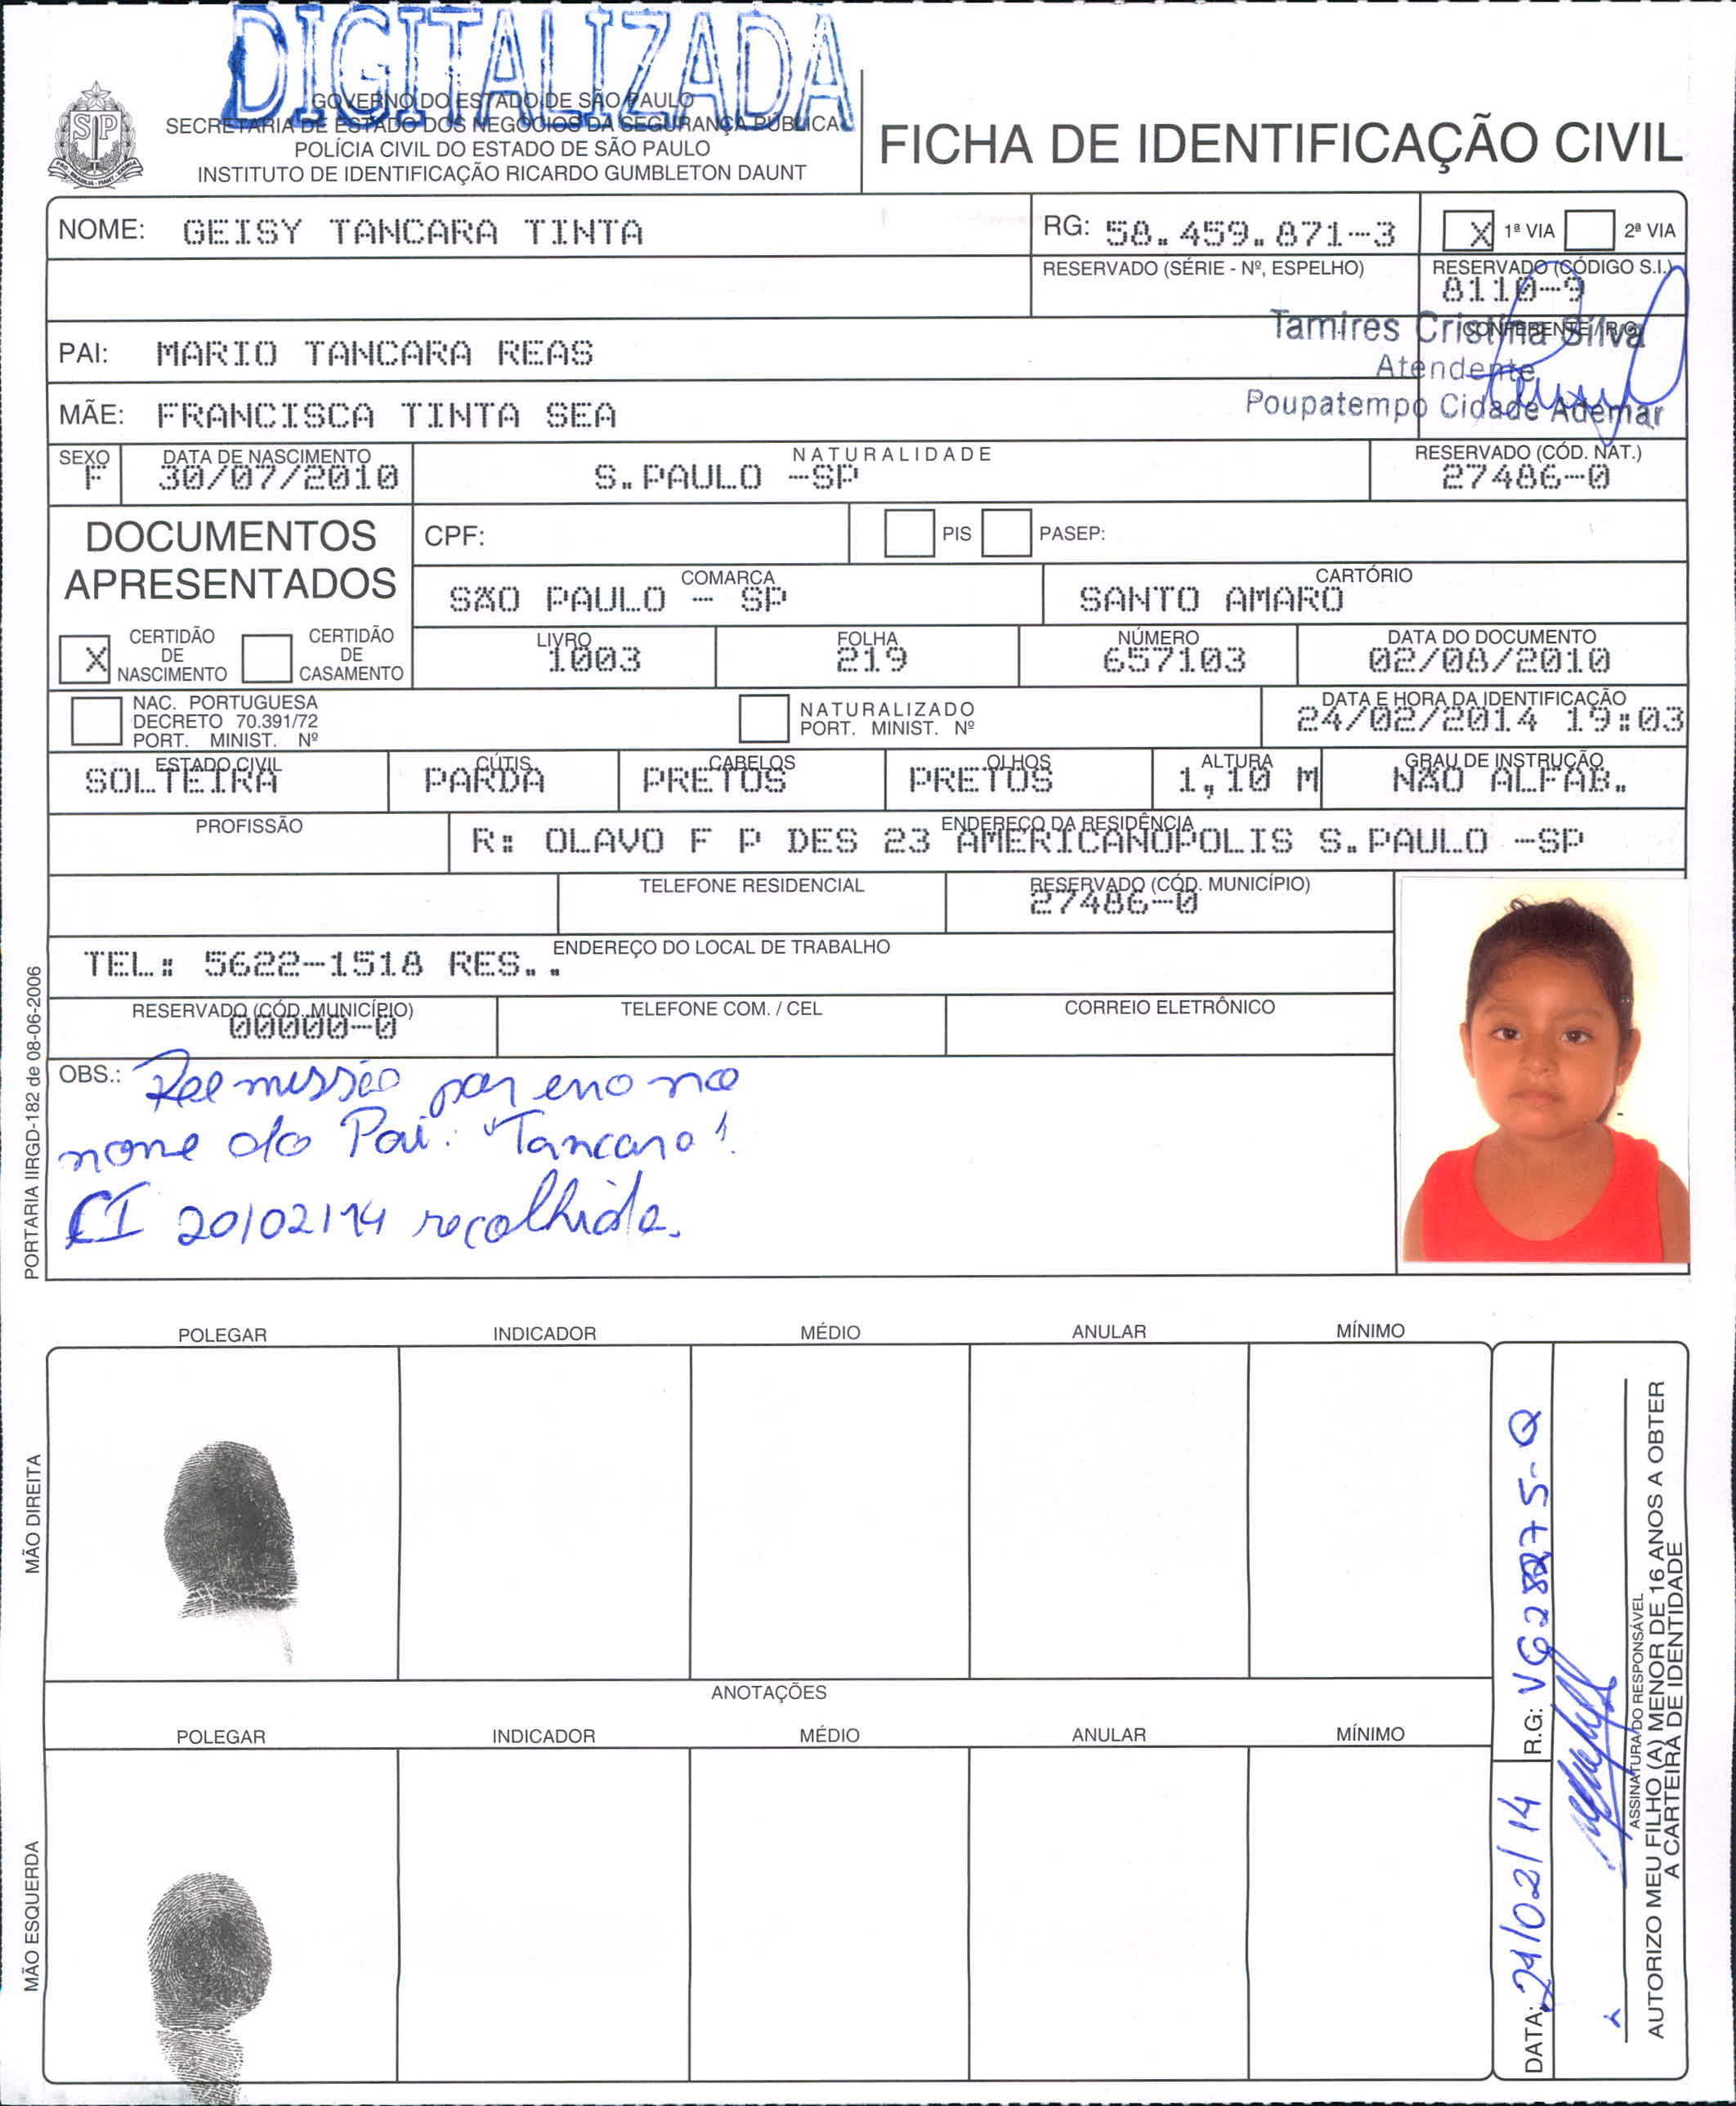 DIGITALIZADA
GOVERNO DO ESTADO DE SÃO PAULO
SECRETARIA DE ESTADO DOS NEGÓCIOS DA SEGURANÇA PÚBLICA
POLÍCIA CIVIL DO ESTADO DE SÃO PAULO
INSTITUTO DE IDENTIFICAÇÃO RICARDO GUMBLETON DAUNT
FICHA DE IDENTIFICAÇÃO CIVIL
NOME: GEISY TANCARA TINTA
RG: 58.459.871-3
X 1ª VIA 2ª VIA
RESERVADO (SÉRIE - Nº, ESPELHO)
RESERVADO (CÓDIGO S.I.)
8110-9
CONFERENTE / R.G.
Tamires Cristina Silva
Atendente
Poupatempo Cidade Ademar
PAI: MARIO TANCARA REAS
MÃE: FRANCISCA TINTA SEA
SEXO
F
DATA DE NASCIMENTO
30/07/2010
NATURALIDADE
S.PAULO -SP
RESERVADO (CÓD. NAT.)
27486-0
DOCUMENTOS
APRESENTADOS
CPF:
PIS PASEP:
COMARCA
SÃO PAULO - SP
CARTÓRIO
SANTO AMARO
X CERTIDÃO DE NASCIMENTO
CERTIDÃO DE CASAMENTO
LIVRO
1003
FOLHA
219
NÚMERO
657103
DATA DO DOCUMENTO
02/08/2010
NAC. PORTUGUESA
DECRETO 70.391/72
PORT. MINIST. Nº
NATURALIZADO
PORT. MINIST. Nº
DATA E HORA DA IDENTIFICAÇÃO
24/02/2014 19:03
ESTADO CIVIL
SOLTEIRA
CÚTIS
PARDA
CABELOS
PRETOS
OLHOS
PRETOS
ALTURA
1,10 M
GRAU DE INSTRUÇÃO
NÃO ALFAB.
PROFISSÃO
ENDEREÇO DA RESIDÊNCIA
R: OLAVO F P DES 23 AMERICANOPOLIS S.PAULO -SP
TELEFONE RESIDENCIAL
RESERVADO (CÓD. MUNICÍPIO)
27486-0
ENDEREÇO DO LOCAL DE TRABALHO
TEL: 5622-1518 RES..
RESERVADO (CÓD. MUNICÍPIO)
00000-0
TELEFONE COM. / CEL
CORREIO ELETRÔNICO
OBS.: Reemissão por erro no
nome do Pai: "Tancara"
CI 20/02/14 recolhida.
PORTARIA IIRGD-182 de 08-06-2006
POLEGAR INDICADOR MÉDIO ANULAR MÍNIMO
MÃO DIREITA
ANOTAÇÕES
POLEGAR INDICADOR MÉDIO ANULAR MÍNIMO
MÃO ESQUERDA
R.G.:
DATA: 24/02/14
ASSINATURA DO RESPONSÁVEL
AUTORIZO MEU FILHO (A) MENOR DE 16 ANOS A OBTER
A CARTEIRA DE IDENTIDADE